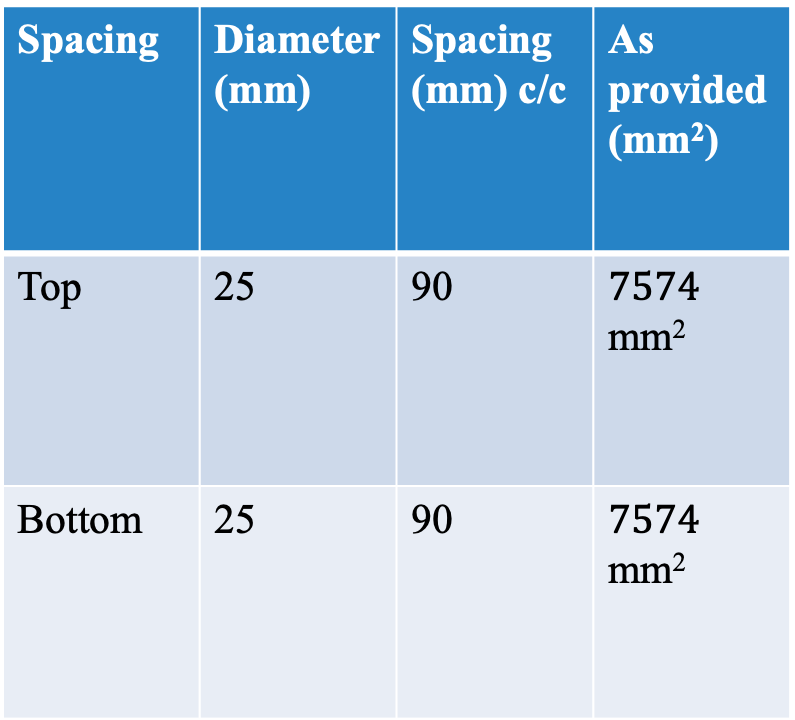 Spacing
Diameter
(mm)
Spacing
(mm) c/c
As
provided
(mm²)
Top
25
90
7574
mm²
Bottom
25
90
7574
mm²